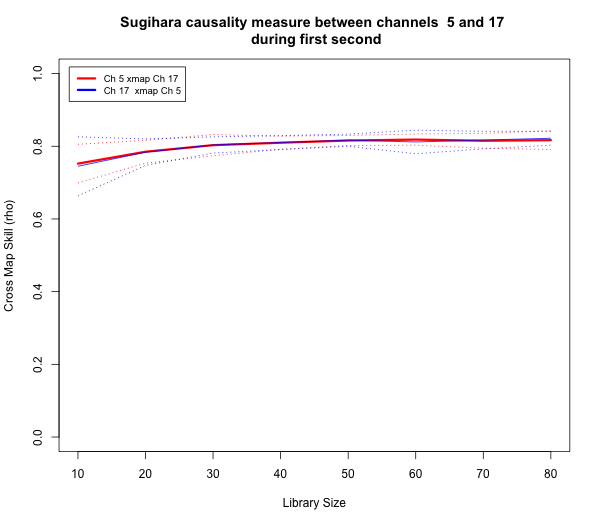 Sugihara causality measure between channels  5 and 17
during first second
Ch 5 xmap Ch 17
Ch 17  xmap Ch 5
Cross Map Skill (rho)
1.0
0.8
0.6
0.4
0.2
0.0
10 20 30 40 50 60 70 80
Library Size